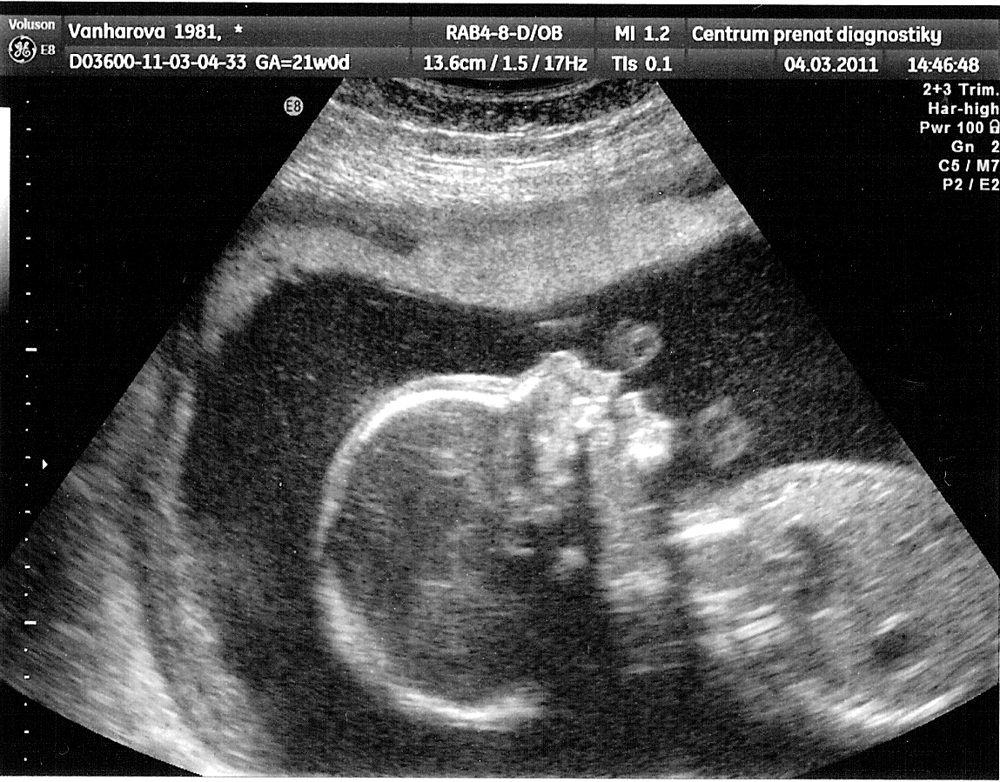 Voluson
E8
Vanharova 1981, *
RAB4-8-D/OB
MI 1.2
Centrum prenat diagnostiky
D03600-11-03-04-33 GA=21w0d
13.6cm / 1.5 / 17Hz
TIs 0.1
04.03.2011
14:46:48
E8
2+3 Trim.
Har-high
Pwr 100
Gn 2
C5 / M7
P2 / E2